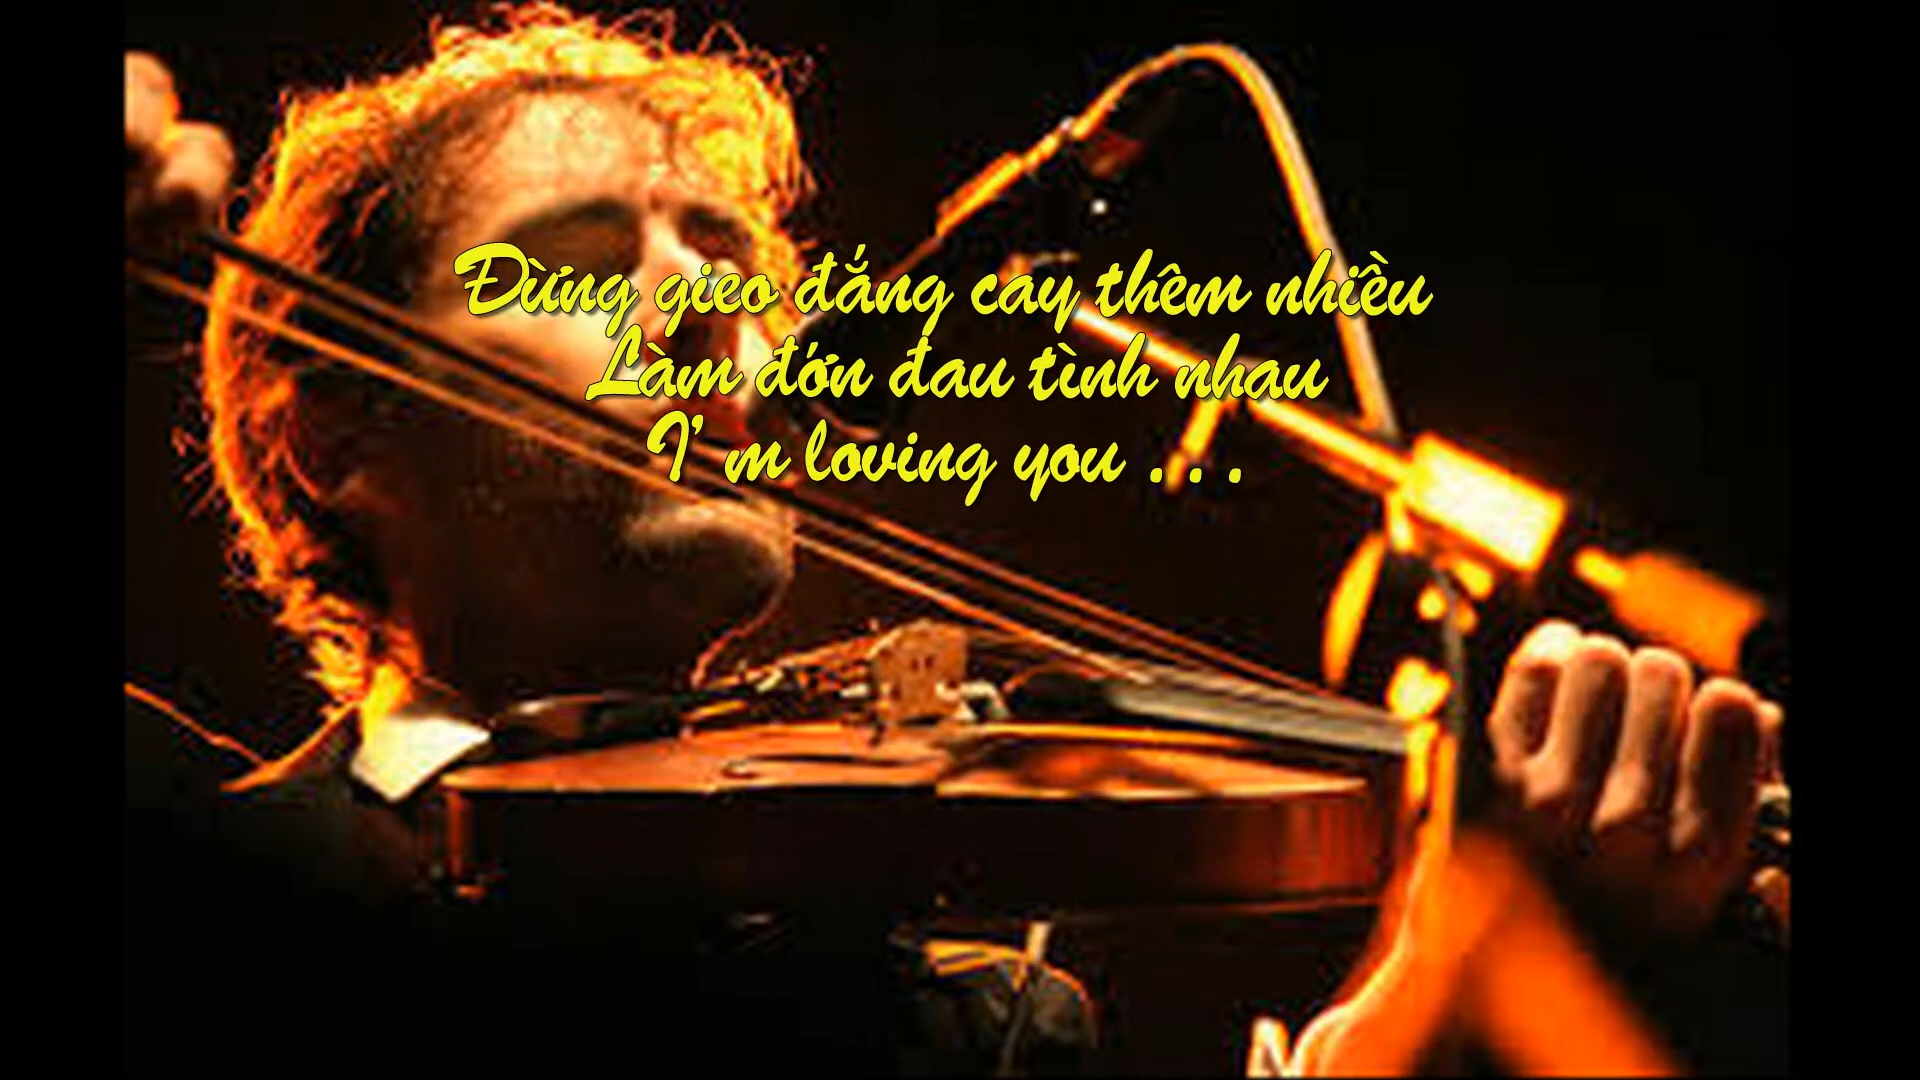 Đừng gieo đắng cay thêm nhiều
Làm đớn đau tình nhau
I' m loving you . . .